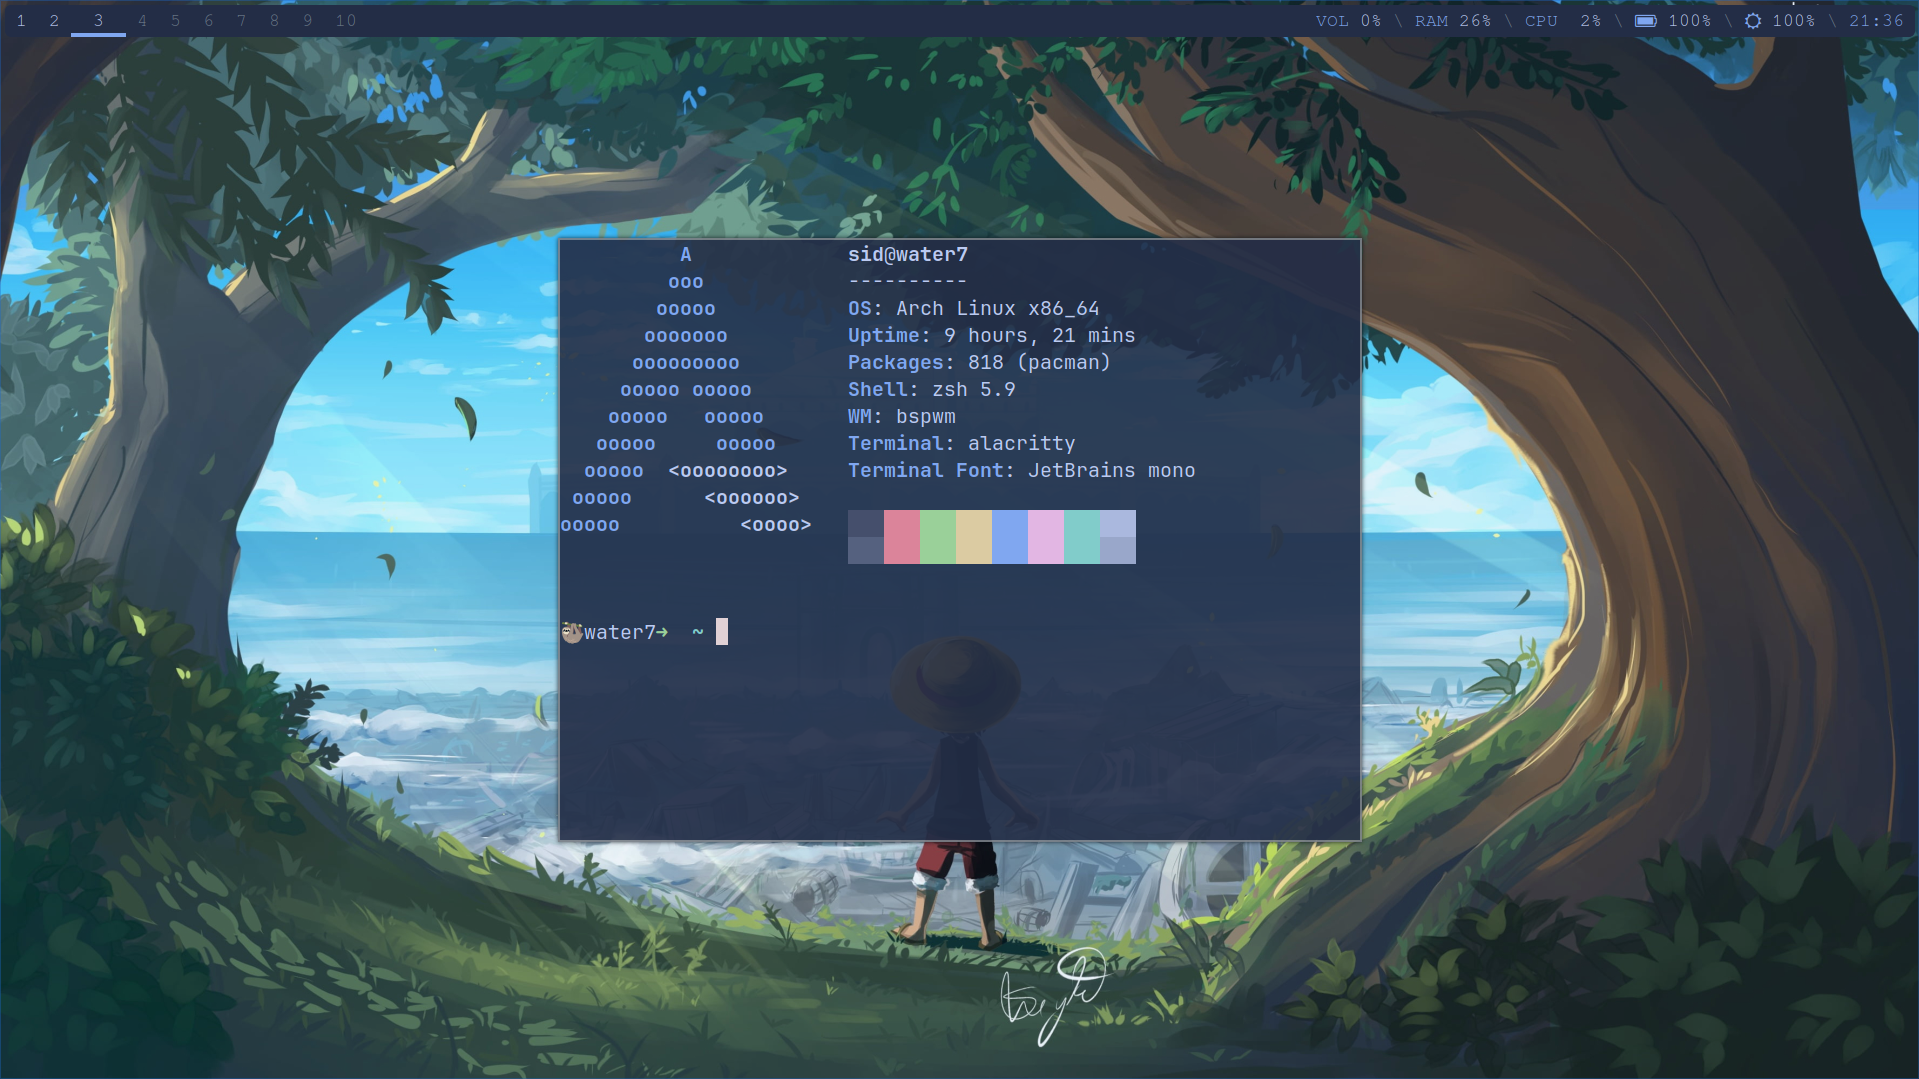 1 2 3 4 5 6 7 8 9 10 VOL 0% \ RAM 26% \ CPU 2% \ 100% \ 100% \ 21:36
A sid@water7
ooo ----------
ooooo OS: Arch Linux x86_64
ooooooo Uptime: 9 hours, 21 mins
ooooooooo Packages: 818 (pacman)
ooooo ooooo Shell: zsh 5.9
ooooo ooooo WM: bspwm
ooooo ooooo Terminal: alacritty
ooooo <oooooooo> Terminal Font: JetBrains mono
ooooo <oooooo>
ooooo <oooo>
🦥water7➜ ~